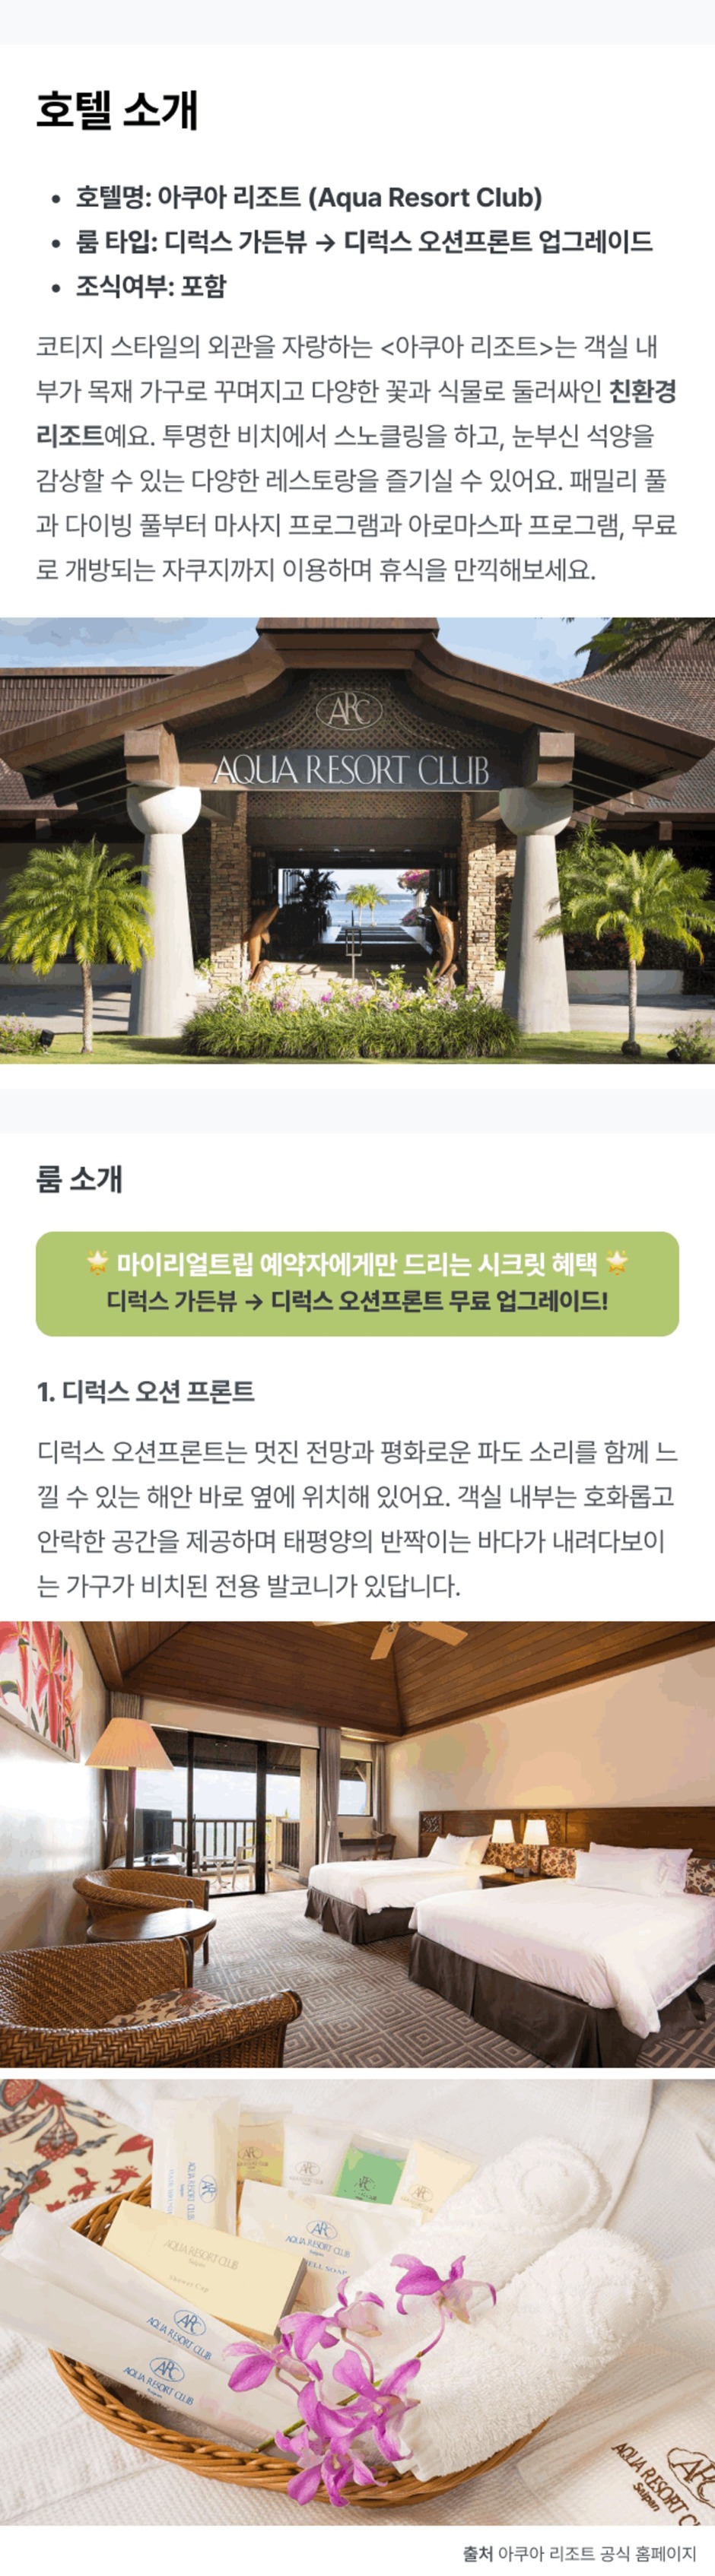 호텔 소개
• 호텔명: 아쿠아 리조트 (Aqua Resort Club)
• 룸 타입: 디럭스 가든뷰 → 디럭스 오션프론트 업그레이드
• 조식여부: 포함
코티지 스타일의 외관을 자랑하는 <아쿠아 리조트>는 객실 내
부가 목재 가구로 꾸며지고 다양한 꽃과 식물로 둘러싸인 친환경
리조트예요. 투명한 비치에서 스노클링을 하고, 눈부신 석양을
감상할 수 있는 다양한 레스토랑을 즐기실 수 있어요. 패밀리 풀
과 다이빙 풀부터 마사지 프로그램과 아로마스파 프로그램, 무료
로 개방되는 자쿠지까지 이용하며 휴식을 만끽해보세요.
ARC
AQUA RESORT CLUB
룸 소개
🌟 마이리얼트립 예약자에게만 드리는 시크릿 혜택 🌟
디럭스 가든뷰 → 디럭스 오션프론트 무료 업그레이드!
1. 디럭스 오션 프론트
디럭스 오션프론트는 멋진 전망과 평화로운 파도 소리를 함께 느
낄 수 있는 해안 바로 옆에 위치해 있어요. 객실 내부는 호화롭고
안락한 공간을 제공하며 태평양의 반짝이는 바다가 내려다보이
는 가구가 비치된 전용 발코니가 있답니다.
ARC
AQUA RESORT CLUB
Saipan
Shower Cap
ARC
AQUA RESORT CLUB
SOAP
ARC
AQUA RESORT CLUB
ARC
AQUA RESORT CLUB
Saipan
ARC
AQUA RESORT CLUB
Saipan
출처 아쿠아 리조트 공식 홈페이지